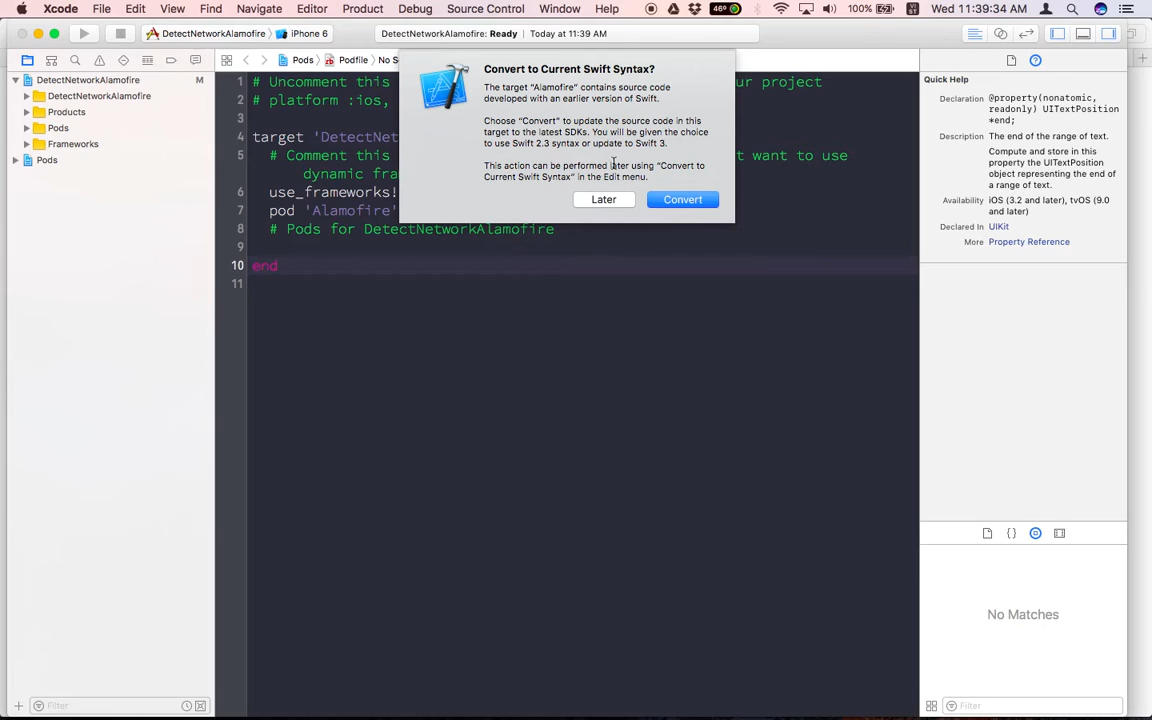 Xcode File Edit View Find Navigate Editor Product Debug Source Control Window Help 46° 100% Wed 11:39:34 AM
DetectNetworkAlamofire iPhone 6 DetectNetworkAlamofire: Ready Today at 11:39 AM
Pods Podfile No S
DetectNetworkAlamofire M
DetectNetworkAlamofire
Products
Pods
Frameworks
Pods
1 # Uncomment this ur project
2 # platform :ios,
4 target 'DetectNet
5 # Comment this t want to use
dynamic fra
6 use_frameworks!
7 pod 'Alamofire'
8 # Pods for DetectNetworkAlamofire
9
10 end
11
Convert to Current Swift Syntax?
The target "Alamofire" contains source code
developed with an earlier version of Swift.
Choose "Convert" to update the source code in this
target to the latest SDKs. You will be given the choice
to use Swift 2.3 syntax or update to Swift 3.
This action can be performed later using "Convert to
Current Swift Syntax" in the Edit menu.
Later Convert
Quick Help
Declaration @property(nonatomic,
readonly) UITextPosition
*end;
Description The end of the range of text.
Compute and store in this
property the UITextPosition
object representing the end of
a range of text.
Availability iOS (3.2 and later), tvOS (9.0
and later)
Declared In UIKit
More Property Reference
No Matches
Filter
Filter